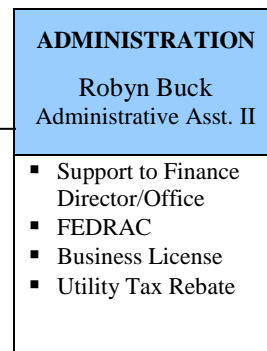 ADMINISTRATION
Robyn Buck
Administrative Asst. II
▪ Support to Finance
Director/Office
▪ FEDRAC
▪ Business License
▪ Utility Tax Rebate